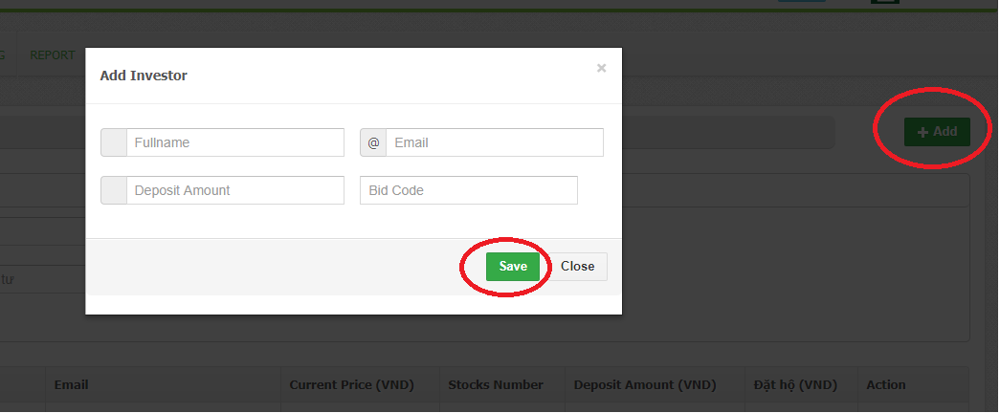 G REPORT
Add Investor ×
+ Add
Fullname @ Email
Deposit Amount Bid Code
Save Close
tư
Email Current Price (VND) Stocks Number Deposit Amount (VND) Đặt hộ (VND) Action